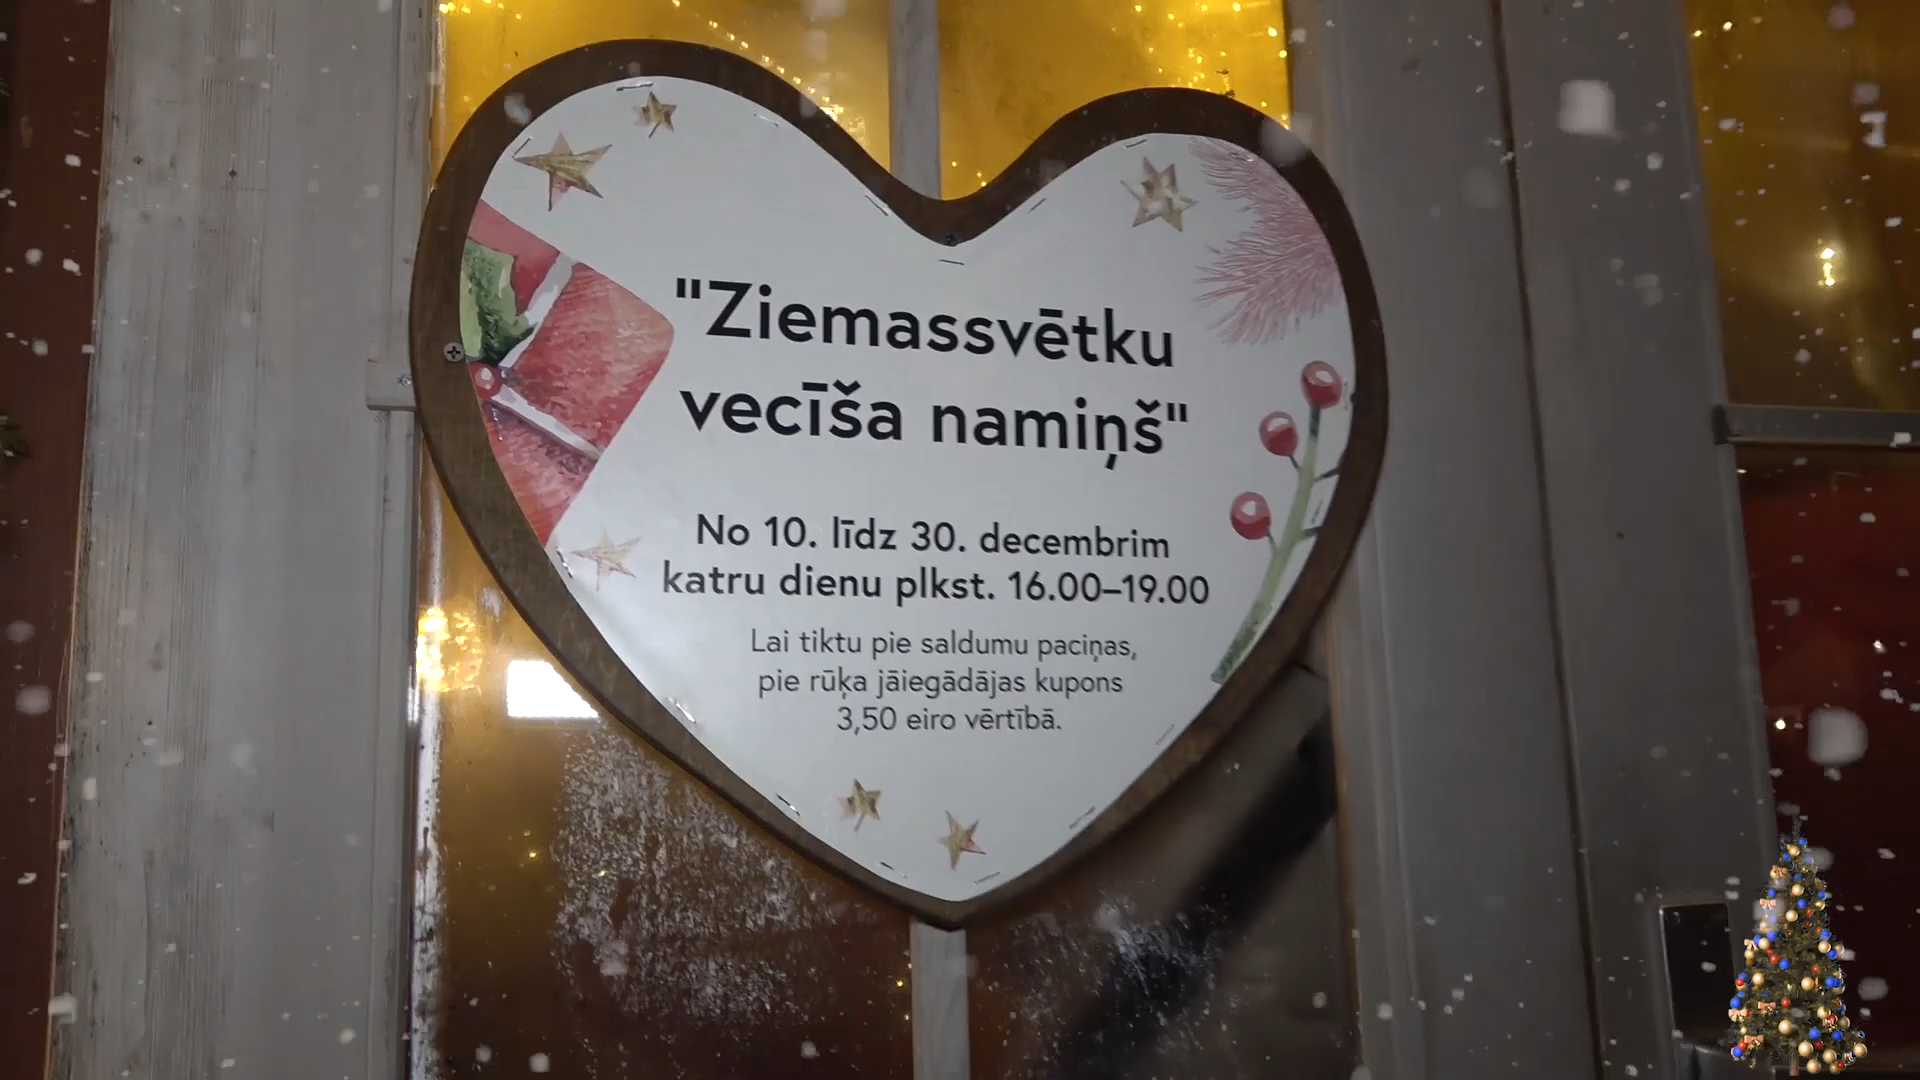 "Ziemassvētku
vecīša namiņš"
No 10. līdz 30. decembrim
katru dienu plkst. 16.00–19.00
Lai tiktu pie saldumu paciņas,
pie rūķa jāiegādājas kupons
3,50 eiro vērtībā.